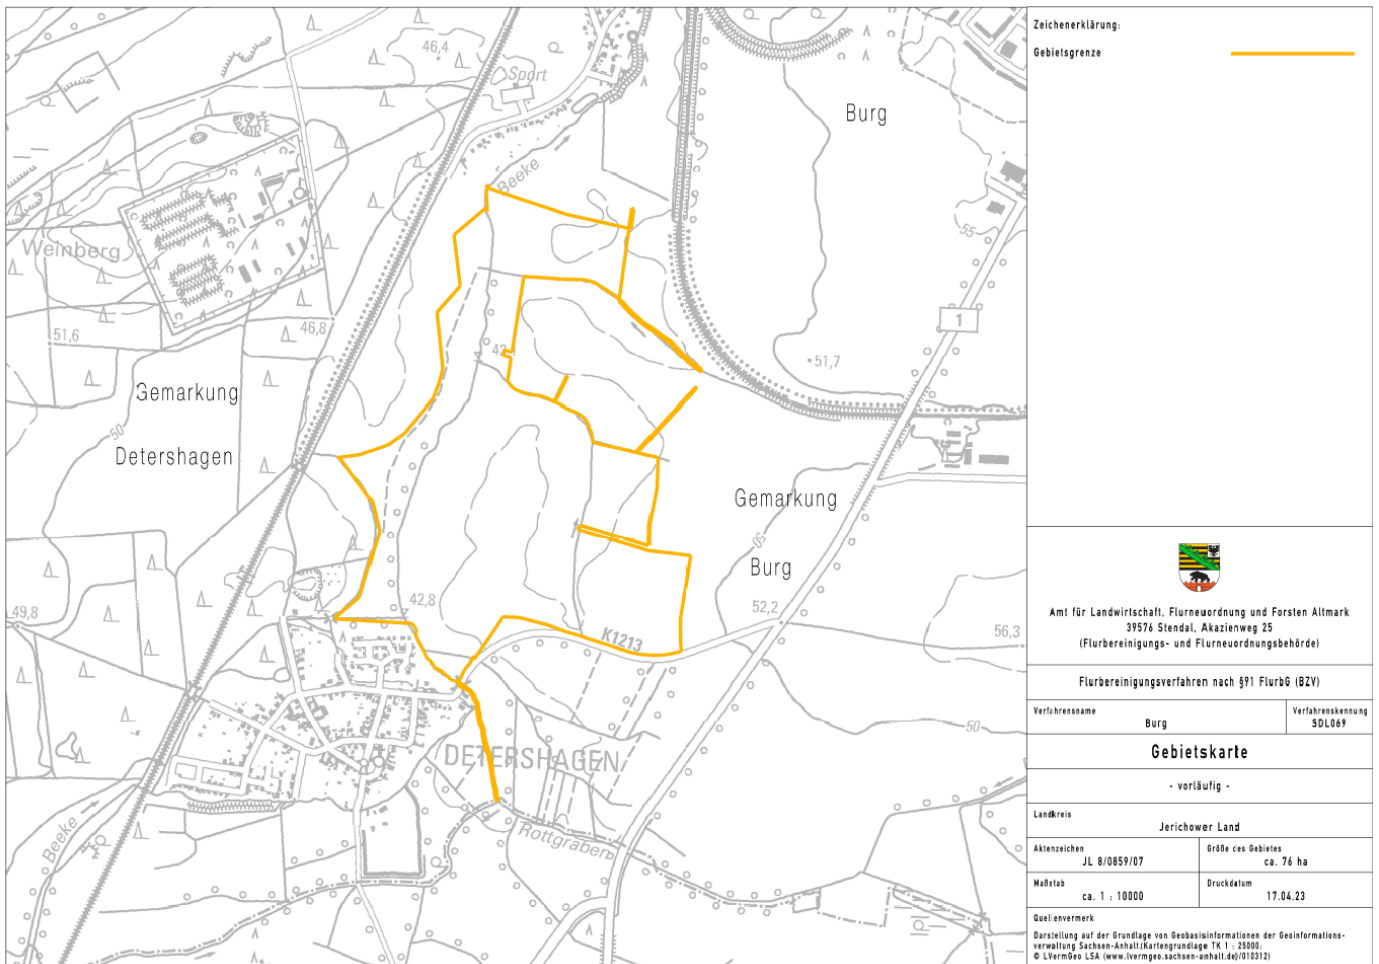 46,4
Sport
Burg
Beeke
Weinberg
55
1
51,6
46,8
51,7
Gemarkung
50
Detershagen
Gemarkung
50
Burg
49,8
42,8
52,2
56,3
K1213
50
DETERSHAGEN
Beeke
Rottgraben
Zeichenerklärung:
Gebietsgrenze
Amt für Landwirtschaft, Flurneuordnung und Forsten Altmark
39576 Stendal, Akazienweg 25
(Flurbereinigungs- und Flurneuordnungsbehörde)
Flurbereinigungsverfahren nach §91 FlurbG (BZV)
Verfahrensname
Burg
Verfahrenskennung
SDL069
Gebietskarte
- vorläufig -
Landkreis
Jerichower Land
Aktenzeichen
JL 8/0859/07
Größe des Gebietes
ca. 76 ha
Maßstab
ca. 1 : 10000
Druckdatum
17.04.23
Quellenvermerk
Darstellung auf der Grundlage von Geobasisinformationen der Geoinformations-
verwaltung Sachsen-Anhalt.(Kartengrundlage TK 1 : 25000;
© LVermGeo LSA (www.lvermgeo.sachsen-anhalt.de)/010312)